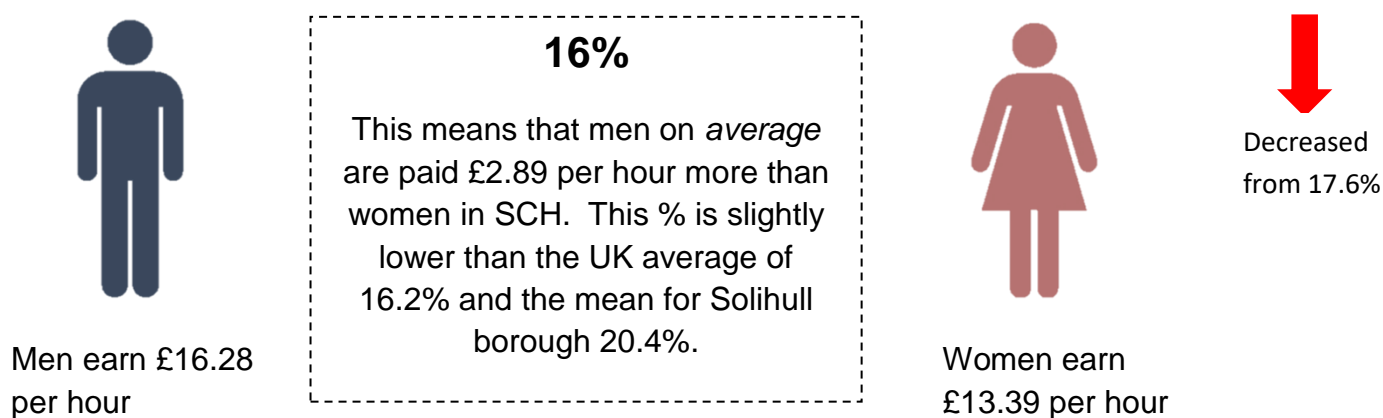 16%
This means that men on average
are paid £2.89 per hour more than
women in SCH.  This % is slightly
lower than the UK average of
16.2% and the mean for Solihull
borough 20.4%.
Men earn £16.28
per hour
Women earn
£13.39 per hour
Decreased
from 17.6%